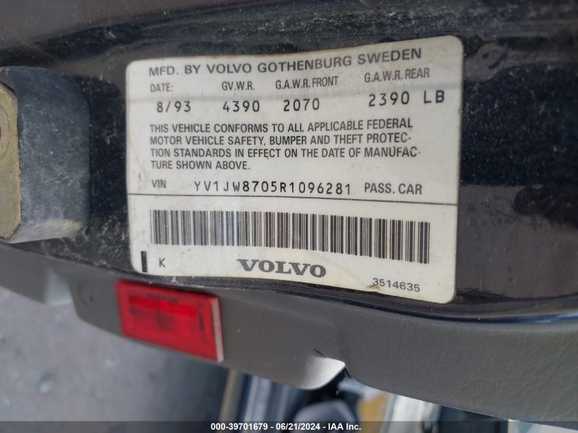 MFD. BY VOLVO GOTHENBURG SWEDEN
DATE: G.V.W.R. G.A.W.R. FRONT G.A.W.R. REAR
8/93 4390 2070 2390 LB
THIS VEHICLE CONFORMS TO ALL APPLICABLE FEDERAL
MOTOR VEHICLE SAFETY, BUMPER AND THEFT PROTEC-
TION STANDARDS IN EFFECT ON THE DATE OF MANUFAC-
TURE SHOWN ABOVE.
VIN YV1JW8705R1096281 PASS. CAR
K VOLVO 3514635
000 - 39701679 - 06/21/2024 - IAA Inc.